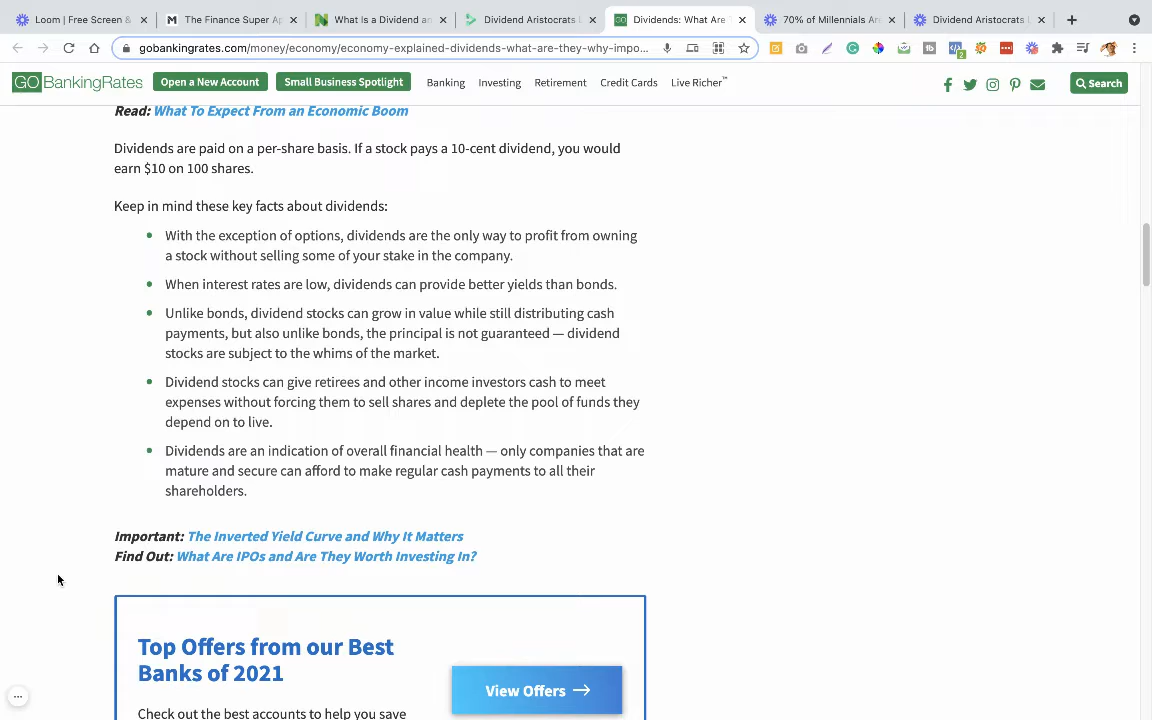 Loom | Free Screen &
The Finance Super Ap
What Is a Dividend an
Dividend Aristocrats L
Dividends: What Are T
70% of Millennials Are
Dividend Aristocrats L
gobankingrates.com/money/economy/economy-explained-dividends-what-are-they-why-impo...
GOBankingRates
Open a New Account
Small Business Spotlight
Banking
Investing
Retirement
Credit Cards
Live Richer™
Search
Read: What To Expect From an Economic Boom
Dividends are paid on a per-share basis. If a stock pays a 10-cent dividend, you would
earn $10 on 100 shares.
Keep in mind these key facts about dividends:
With the exception of options, dividends are the only way to profit from owning
a stock without selling some of your stake in the company.
When interest rates are low, dividends can provide better yields than bonds.
Unlike bonds, dividend stocks can grow in value while still distributing cash
payments, but also unlike bonds, the principal is not guaranteed — dividend
stocks are subject to the whims of the market.
Dividend stocks can give retirees and other income investors cash to meet
expenses without forcing them to sell shares and deplete the pool of funds they
depend on to live.
Dividends are an indication of overall financial health — only companies that are
mature and secure can afford to make regular cash payments to all their
shareholders.
Important: The Inverted Yield Curve and Why It Matters
Find Out: What Are IPOs and Are They Worth Investing In?
Top Offers from our Best
Banks of 2021
View Offers →
Check out the best accounts to help you save